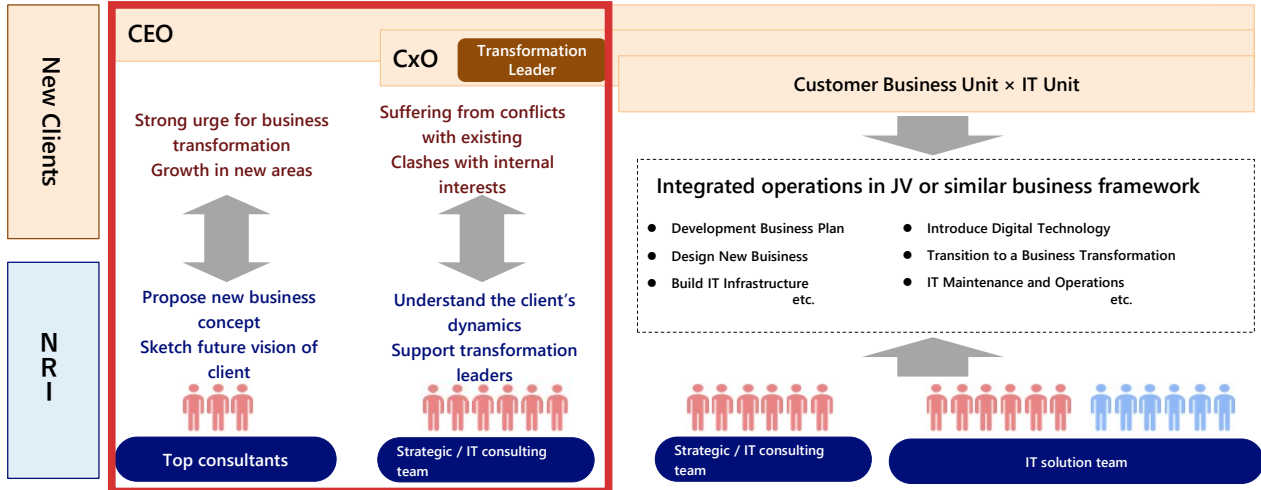 New Clients
CEO
CxO
Transformation
Leader
Customer Business Unit × IT Unit
Strong urge for business
transformation
Growth in new areas
Suffering from conflicts
with existing
Clashes with internal
interests
Integrated operations in JV or similar business framework
● Development Business Plan
● Design New Buisiness
● Build IT Infrastructure
etc.
● Introduce Digital Technology
● Transition to a Business Transformation
● IT Maintenance and Operations
etc.
N
R
I
Propose new business
concept
Sketch future vision of
client
Understand the client's
dynamics
Support transformation
leaders
Top consultants
Strategic / IT consulting
team
Strategic / IT consulting
team
IT solution team